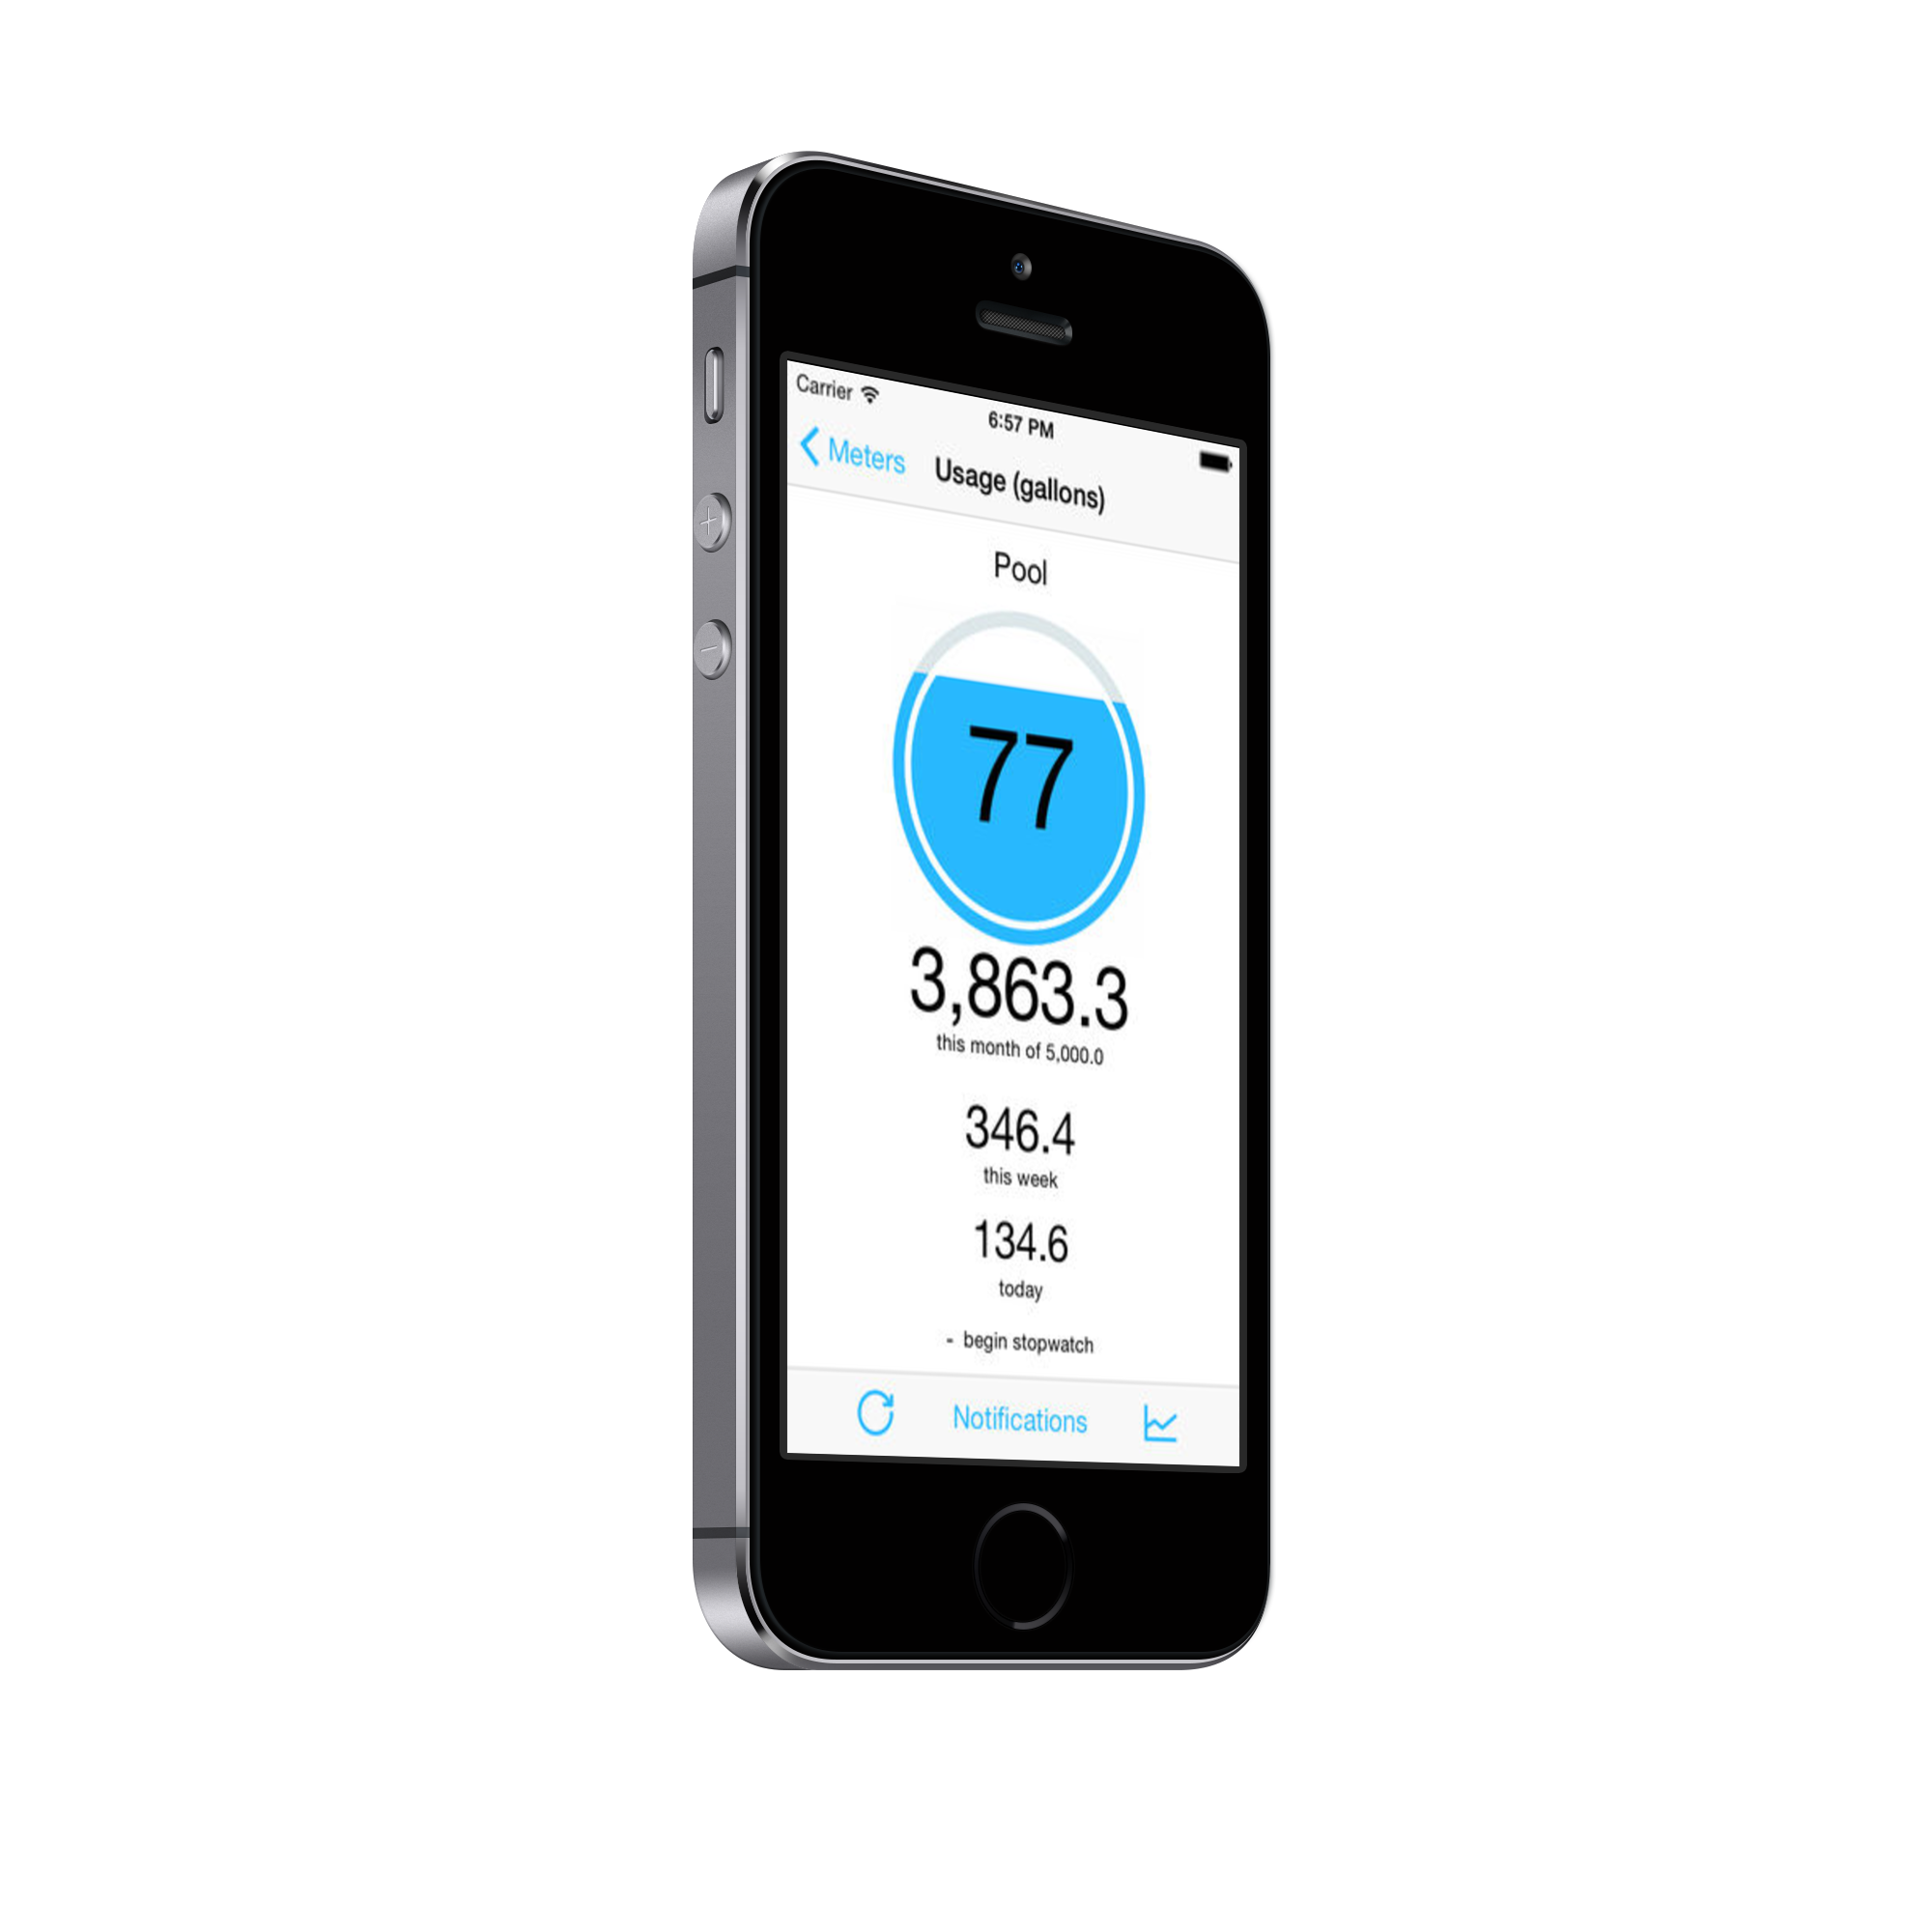 Carrier
6:57 PM
Meters
Usage (gallons)
Pool
77
3,863.3
this month of 5,000.0
346.4
this week
134.6
today
- begin stopwatch
Notifications